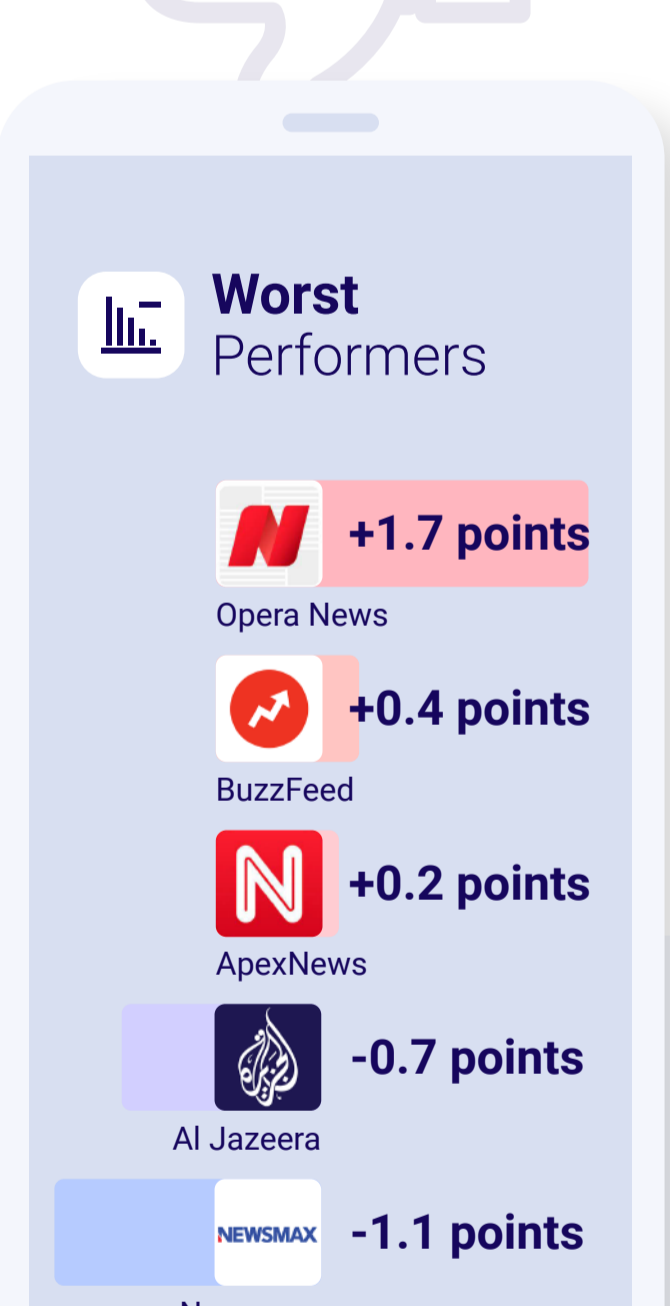 Worst
Performers
+1.7 points
Opera News
+0.4 points
BuzzFeed
+0.2 points
ApexNews
-0.7 points
Al Jazeera
NEWSMAX
-1.1 points